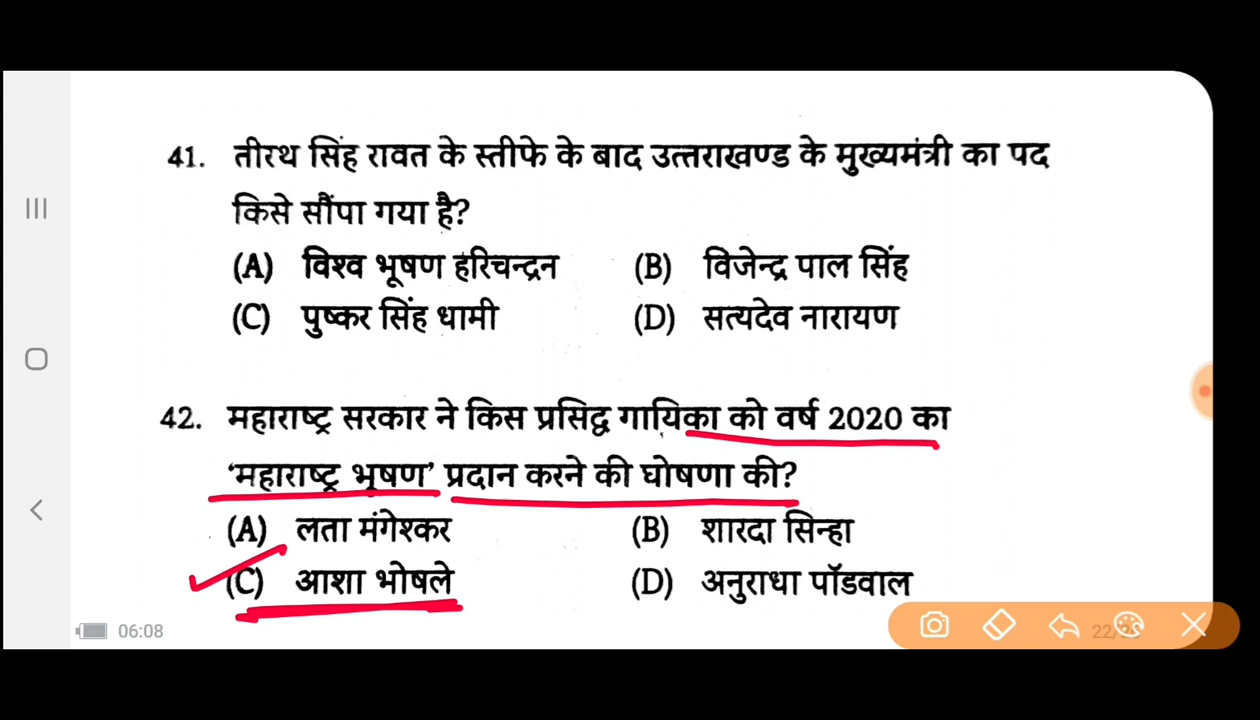 41. तीरथ सिंह रावत के स्तीफे के बाद उत्तराखण्ड के मुख्यमंत्री का पद
किसे सौंपा गया है?
(A) विश्व भूषण हरिचन्द्रन (B) विजेन्द्र पाल सिंह
(C) पुष्कर सिंह धामी (D) सत्यदेव नारायण
42. महाराष्ट्र सरकार ने किस प्रसिद्ध गायिका को वर्ष 2020 का
‘महाराष्ट्र भूषण’ प्रदान करने की घोषणा की?
(A) लता मंगेश्कर (B) शारदा सिन्हा
(C) आशा भोषले (D) अनुराधा पॉडवाल
06:08